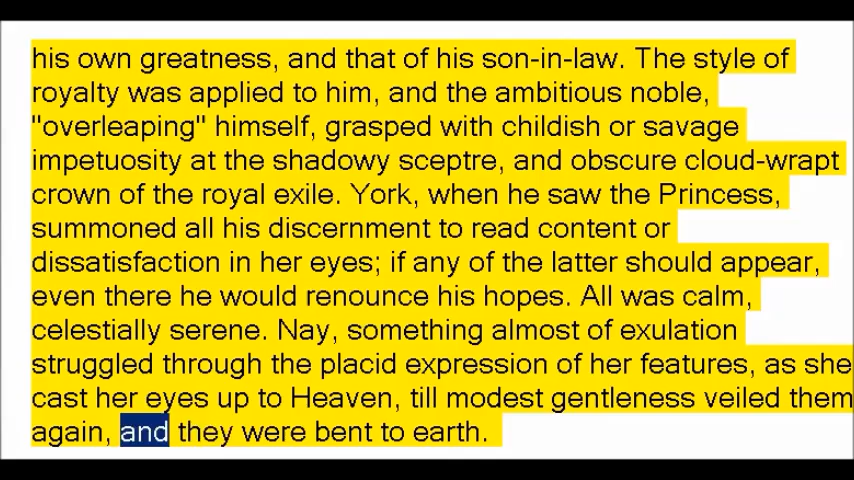 his own greatness, and that of his son-in-law. The style of
royalty was applied to him, and the ambitious noble,
"overleaping" himself, grasped with childish or savage
impetuosity at the shadowy sceptre, and obscure cloud-wrapt
crown of the royal exile. York, when he saw the Princess,
summoned all his discernment to read content or
dissatisfaction in her eyes; if any of the latter should appear,
even there he would renounce his hopes. All was calm,
celestially serene. Nay, something almost of exulation
struggled through the placid expression of her features, as she
cast her eyes up to Heaven, till modest gentleness veiled them
again, and they were bent to earth.